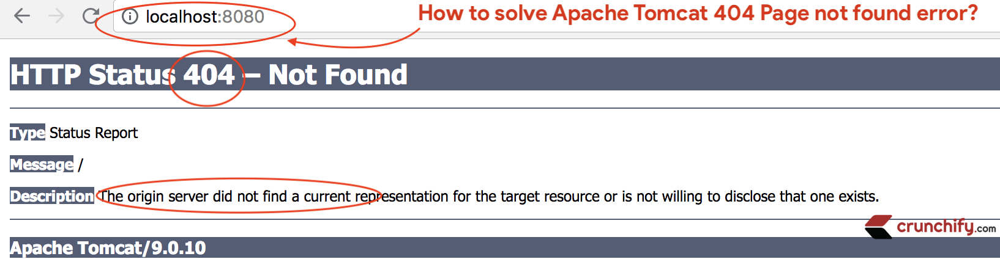 localhost:8080
How to solve Apache Tomcat 404 Page not found error?
HTTP Status 404 – Not Found
Type Status Report
Message /
Description The origin server did not find a current representation for the target resource or is not willing to disclose that one exists.
crunchify.com
Apache Tomcat/9.0.10